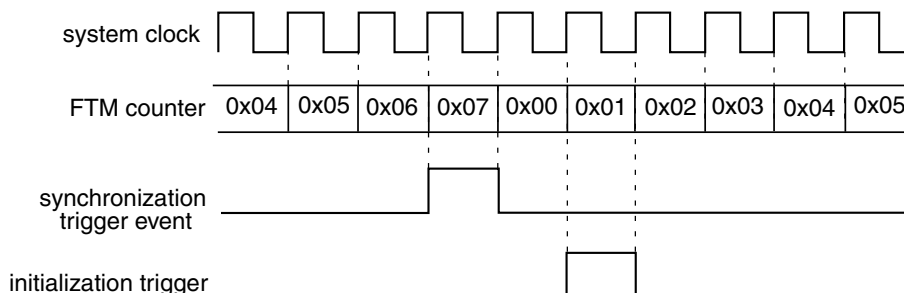 system clock
FTM counter 0x04 0x05 0x06 0x07 0x00 0x01 0x02 0x03 0x04 0x05
synchronization
trigger event
initialization trigger